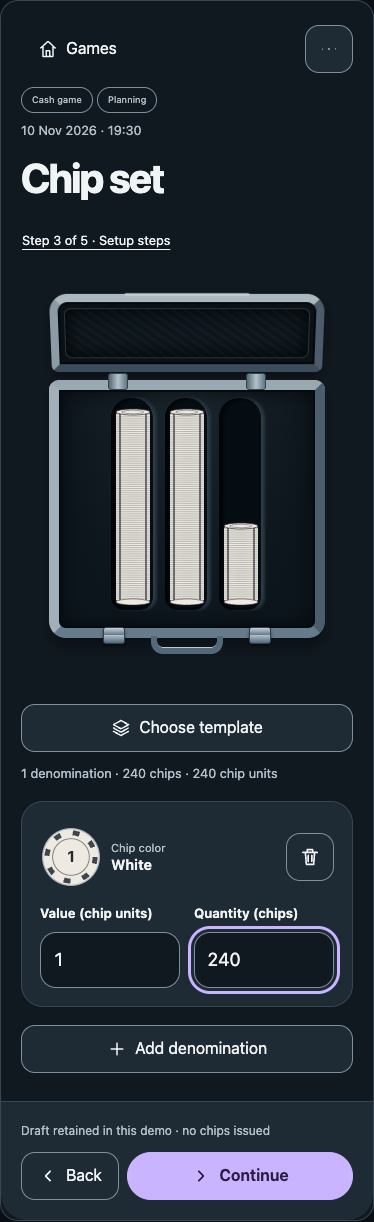 Games
Cash game
Planning
10 Nov 2026 · 19:30
Chip set
Step 3 of 5 · Setup steps
Choose template
1 denomination · 240 chips · 240 chip units
1
Chip color
White
Value (chip units)
Quantity (chips)
1
240
Add denomination
Draft retained in this demo · no chips issued
Back
Continue